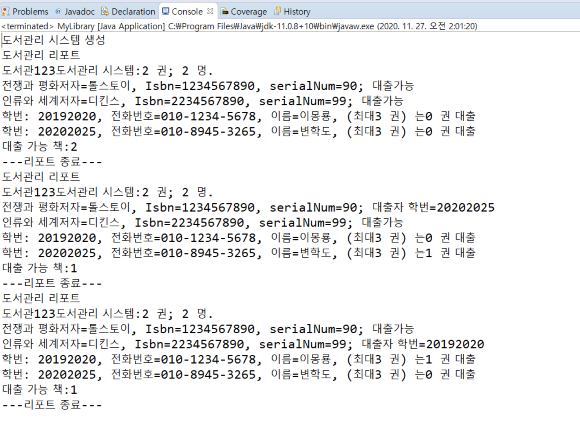 Problems Javadoc Declaration Console Coverage History
<terminated> MyLibrary [Java Application] C:₩Program Files₩Java₩jdk-11.0.8+10₩bin₩javaw.exe (2020. 11. 27. 오전 2:01:20)
도서관리 시스템 생성
도서관리 리포트
도서관123도서관리 시스템:2 권; 2 명.
전쟁과 평화저자=톨스토이, Isbn=1234567890, serialNum=90; 대출가능
인류와 세계저자=디킨스, Isbn=2234567890, serialNum=99; 대출가능
학번: 20192020, 전화번호=010-1234-5678, 이름=이몽룡, (최대3 권) 는0 권 대출
학번: 20202025, 전화번호=010-8945-3265, 이름=변학도, (최대3 권) 는0 권 대출
대출 가능 책:2
---리포트 종료---
도서관리 리포트
도서관123도서관리 시스템:2 권; 2 명.
전쟁과 평화저자=톨스토이, Isbn=1234567890, serialNum=90; 대출자 학번=20202025
인류와 세계저자=디킨스, Isbn=2234567890, serialNum=99; 대출가능
학번: 20192020, 전화번호=010-1234-5678, 이름=이몽룡, (최대3 권) 는0 권 대출
학번: 20202025, 전화번호=010-8945-3265, 이름=변학도, (최대3 권) 는1 권 대출
대출 가능 책:1
---리포트 종료---
도서관리 리포트
도서관123도서관리 시스템:2 권; 2 명.
전쟁과 평화저자=톨스토이, Isbn=1234567890, serialNum=90; 대출가능
인류와 세계저자=디킨스, Isbn=2234567890, serialNum=99; 대출자 학번=20192020
학번: 20192020, 전화번호=010-1234-5678, 이름=이몽룡, (최대3 권) 는1 권 대출
학번: 20202025, 전화번호=010-8945-3265, 이름=변학도, (최대3 권) 는0 권 대출
대출 가능 책:1
---리포트 종료---